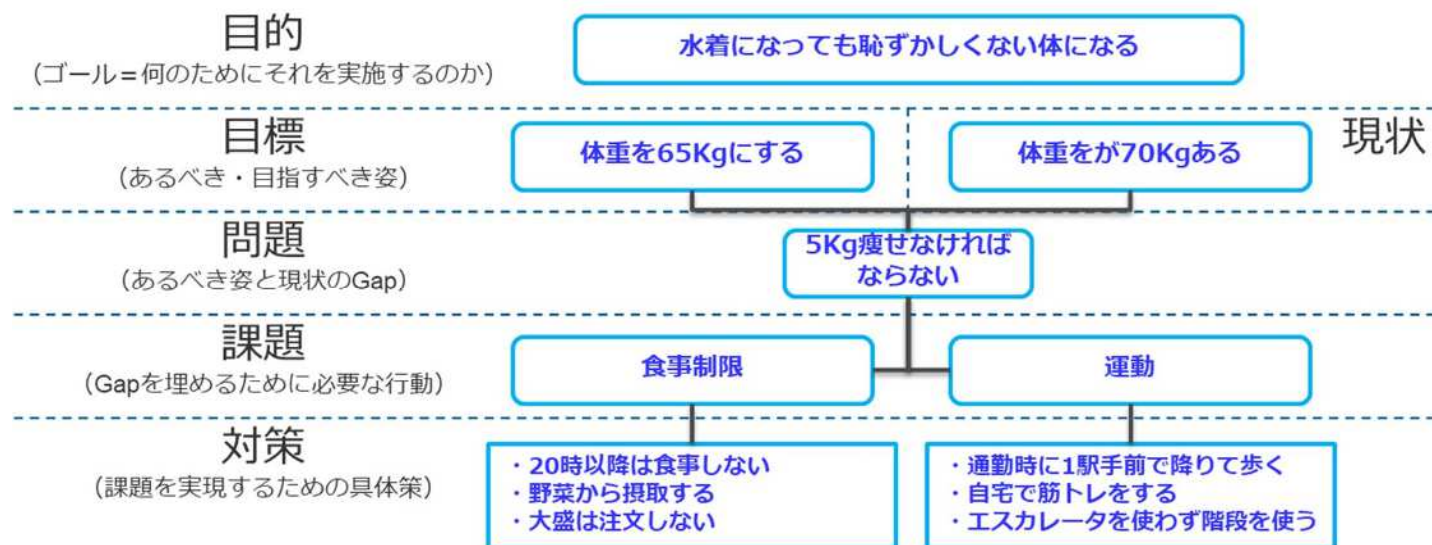 目的
(ゴール＝何のためにそれを実施するのか)
水着になっても恥ずかしくない体になる
目標
(あるべき・目指すべき姿)
体重を65Kgにする
体重をが70Kgある
現状
問題
(あるべき姿と現状のGap)
5Kg痩せなければ
ならない
課題
(Gapを埋めるために必要な行動)
食事制限
運動
対策
(課題を実現するための具体策)
・20時以降は食事しない
・野菜から摂取する
・大盛は注文しない
・通勤時に1駅手前で降りて歩く
・自宅で筋トレをする
・エスカレータを使わず階段を使う